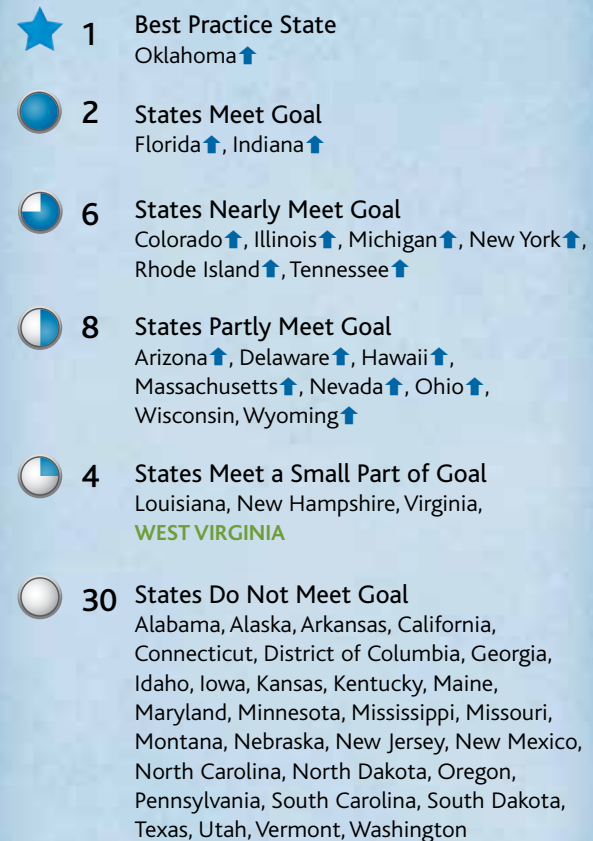 1 Best Practice State
Oklahoma⬆
2 States Meet Goal
Florida⬆, Indiana⬆
6 States Nearly Meet Goal
Colorado⬆, Illinois⬆, Michigan⬆, New York⬆,
Rhode Island⬆, Tennessee⬆
8 States Partly Meet Goal
Arizona⬆, Delaware⬆, Hawaii⬆,
Massachusetts⬆, Nevada⬆, Ohio⬆,
Wisconsin, Wyoming⬆
4 States Meet a Small Part of Goal
Louisiana, New Hampshire, Virginia,
WEST VIRGINIA
30 States Do Not Meet Goal
Alabama, Alaska, Arkansas, California,
Connecticut, District of Columbia, Georgia,
Idaho, Iowa, Kansas, Kentucky, Maine,
Maryland, Minnesota, Mississippi, Missouri,
Montana, Nebraska, New Jersey, New Mexico,
North Carolina, North Dakota, Oregon,
Pennsylvania, South Carolina, South Dakota,
Texas, Utah, Vermont, Washington